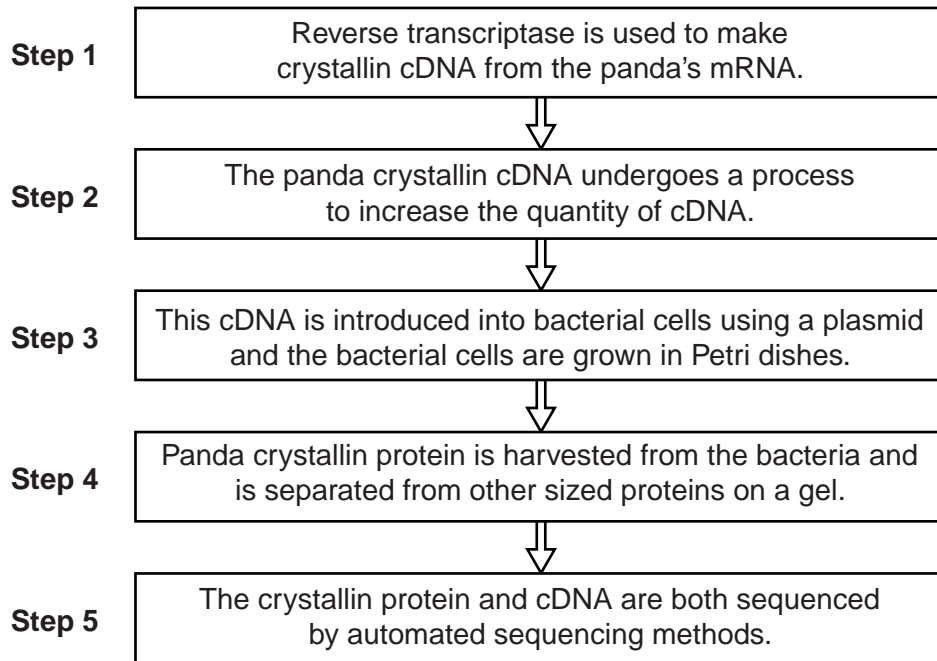 Step 1
Reverse transcriptase is used to make
crystallin cDNA from the panda's mRNA.
Step 2
The panda crystallin cDNA undergoes a process
to increase the quantity of cDNA.
Step 3
This cDNA is introduced into bacterial cells using a plasmid
and the bacterial cells are grown in Petri dishes.
Step 4
Panda crystallin protein is harvested from the bacteria and
is separated from other sized proteins on a gel.
Step 5
The crystallin protein and cDNA are both sequenced
by automated sequencing methods.